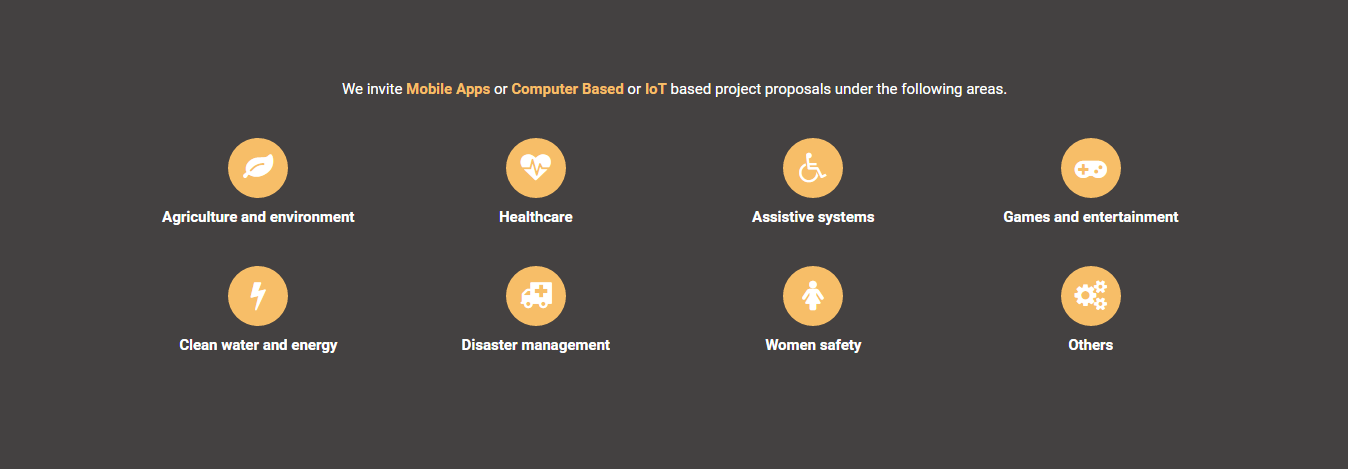 We invite Mobile Apps or Computer Based or IoT based project proposals under the following areas.
Agriculture and environment
Healthcare
Assistive systems
Games and entertainment
Clean water and energy
Disaster management
Women safety
Others